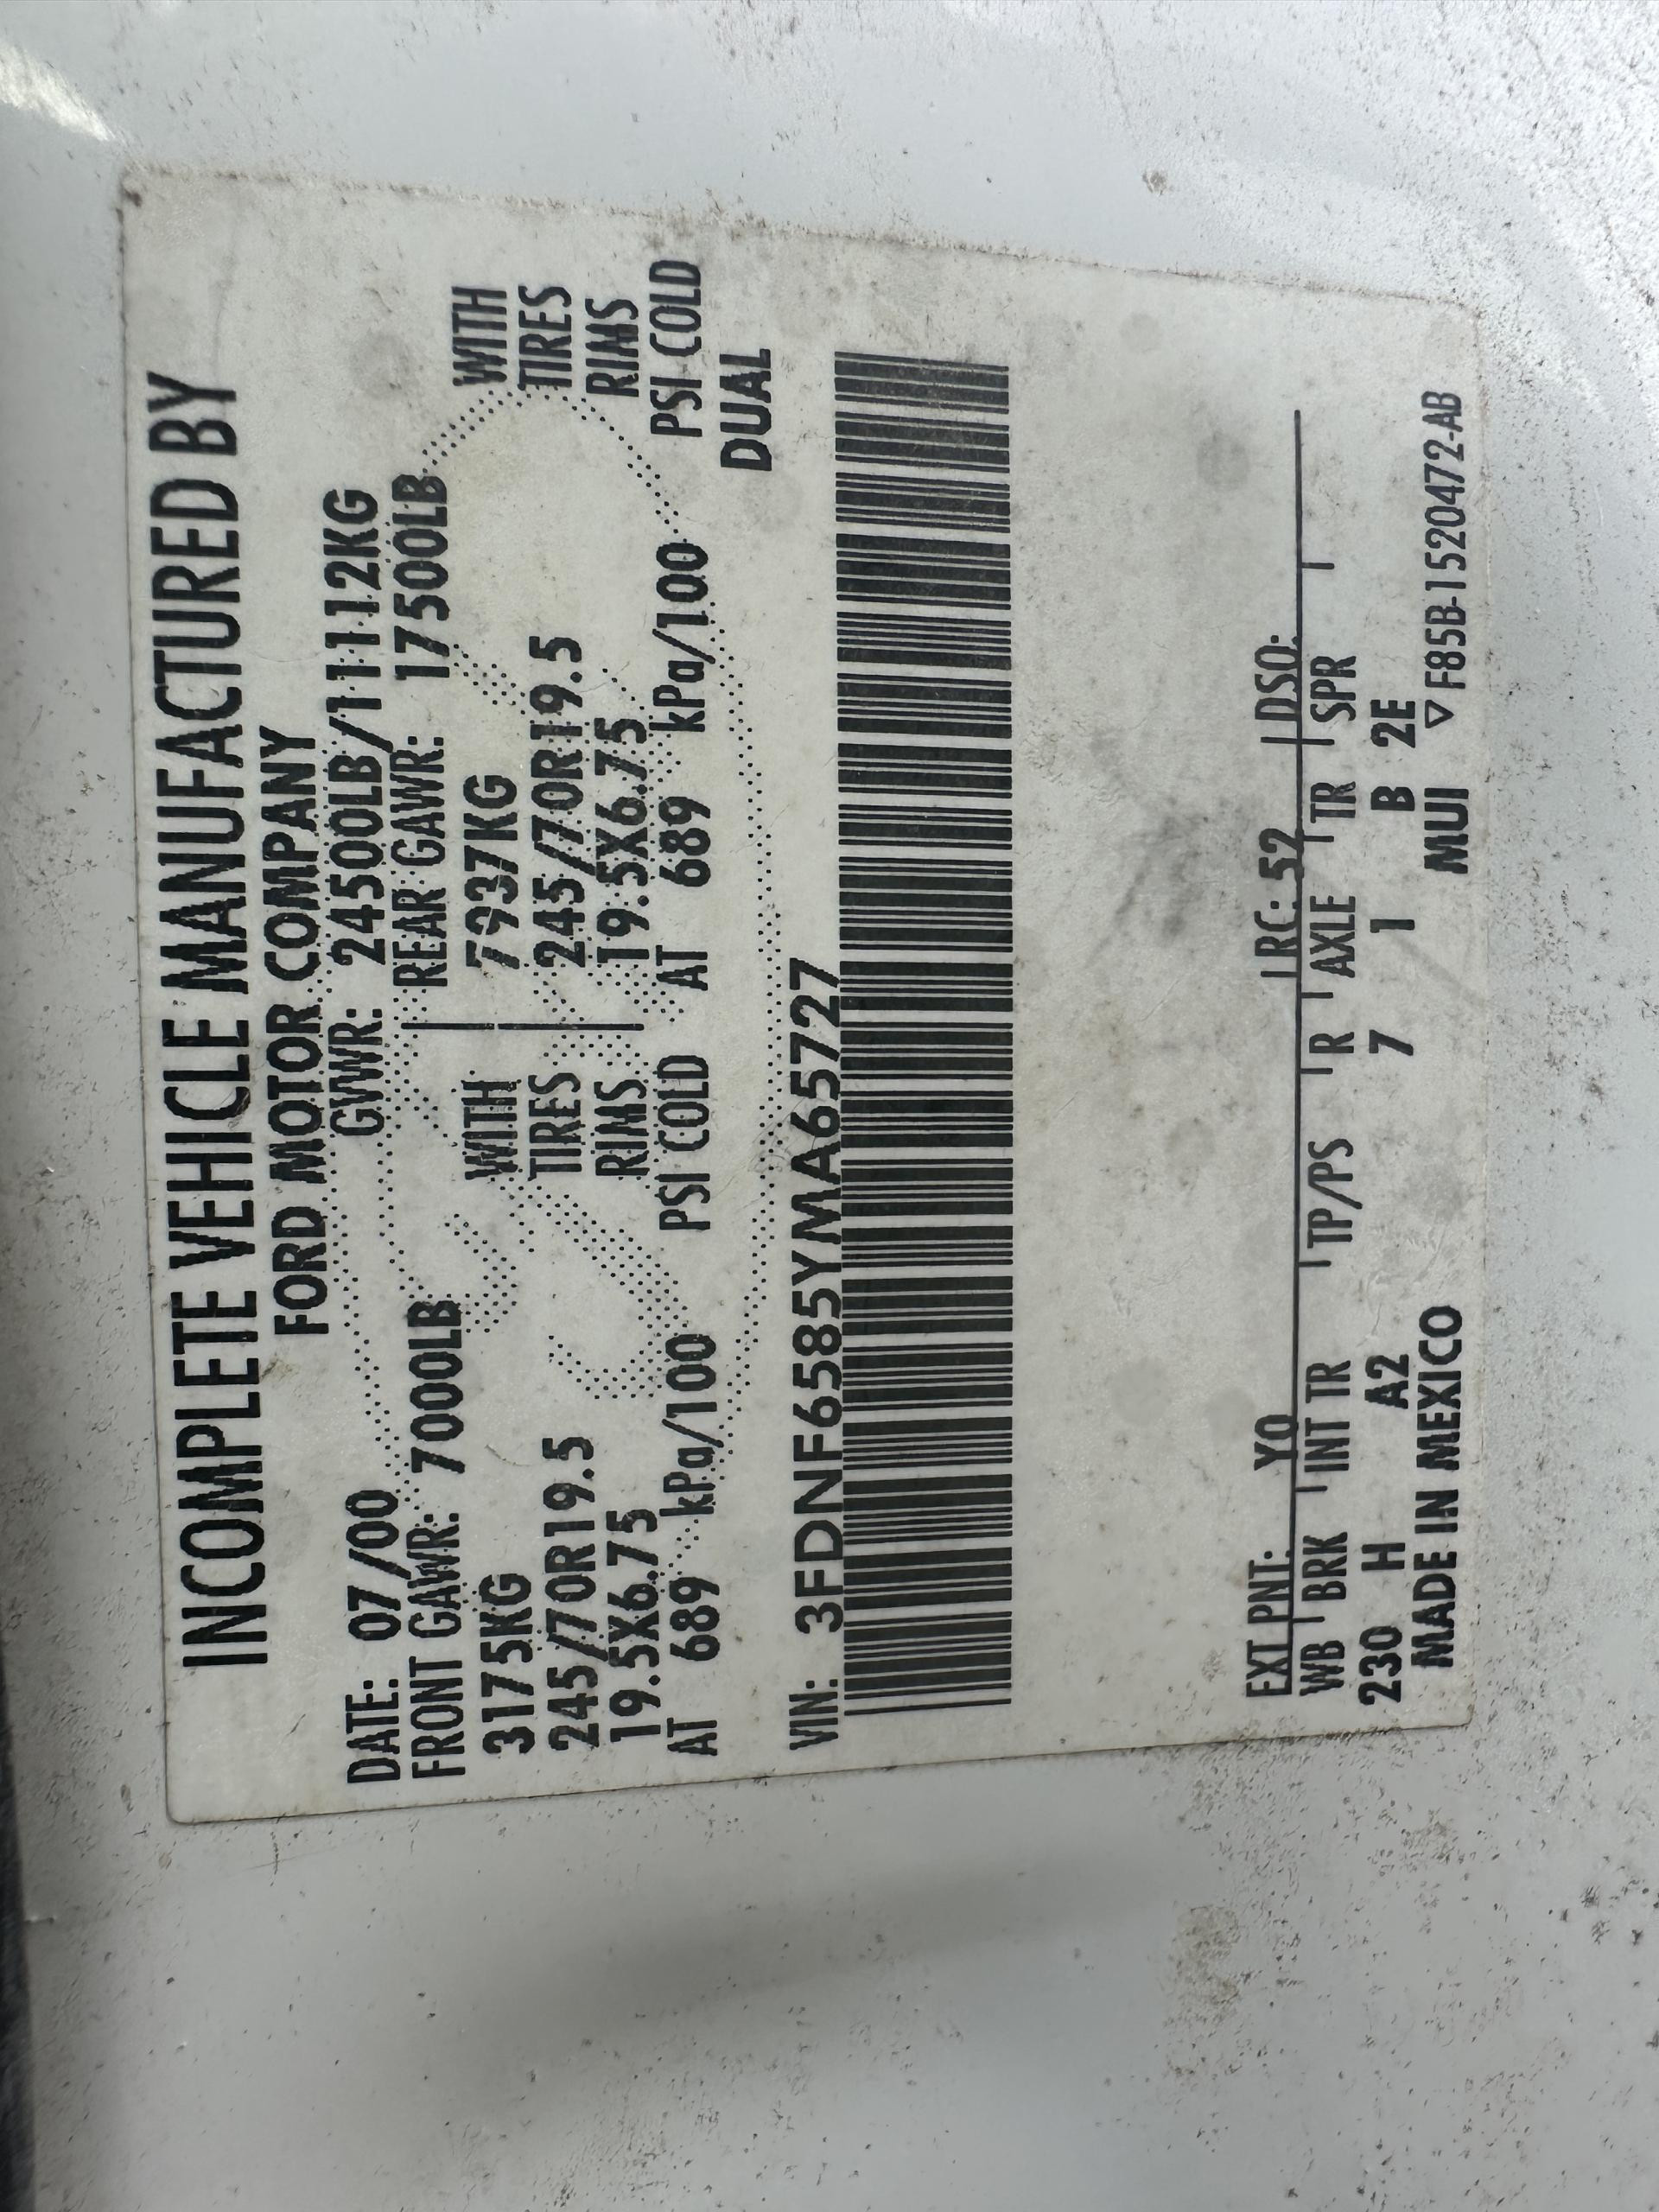 INCOMPLETE VEHICLE MANUFACTURED BY
FORD MOTOR COMPANY
DATE: 07/00 GVWR: 24500LB/11112KG
FRONT GAWR: 7000LB REAR GAWR: 17500LB
3175KG WITH 7937KG WITH
245/70R19.5 TIRES 245/70R19.5 TIRES
19.5X6.75 RIMS 19.5X6.75 RIMS
AT 689 kPa/100 PSI COLD AT 689 kPa/100 PSI COLD
DUAL
VIN: 3FDNF6585YMA65727
EXT PNT: YO RC: 52 DSO:
WB BRK INT TR TP/PS R AXLE TR SPR
230 H A2 7 1 B 2E
MADE IN MEXICO MUI ▽ F85B-1520472-AB